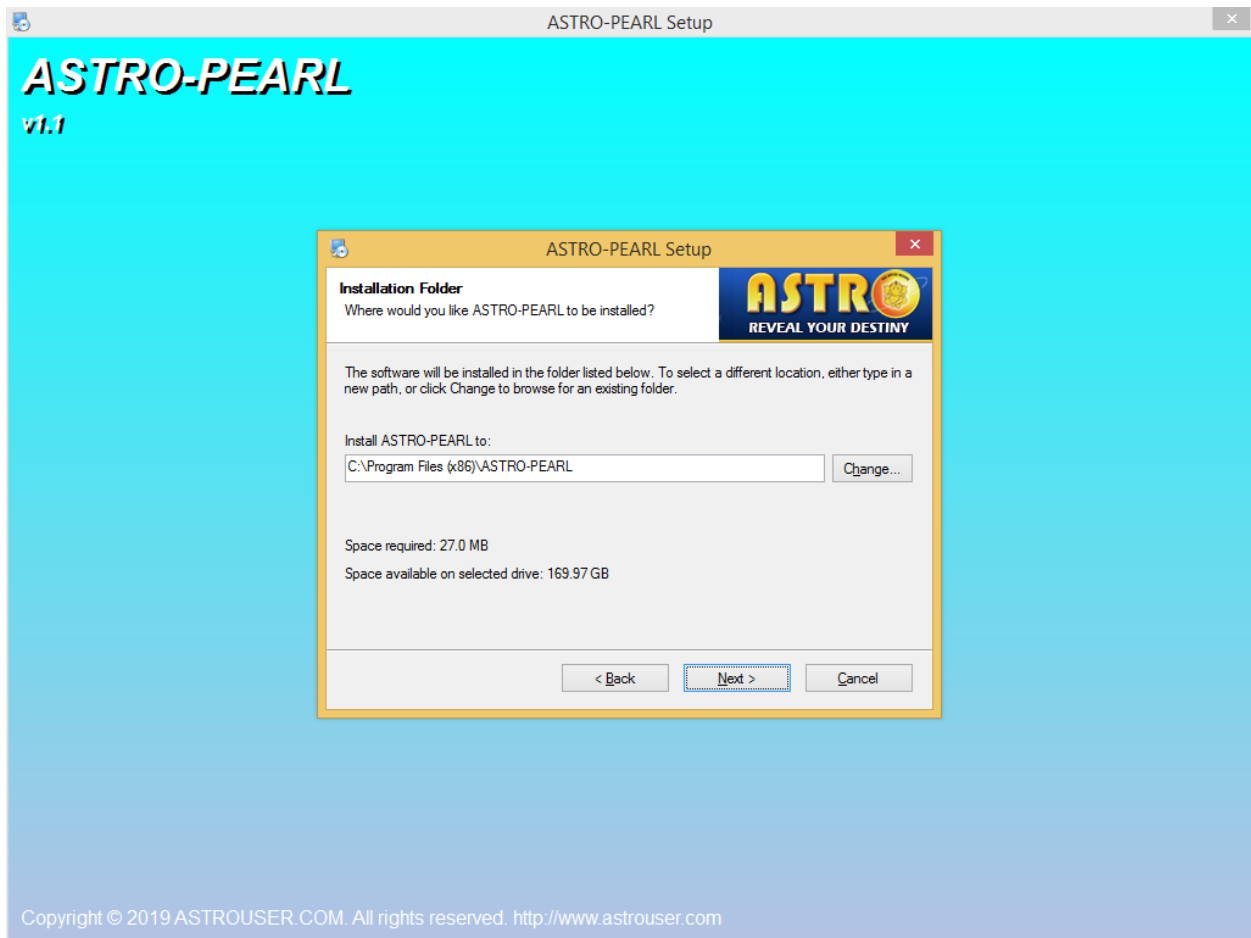 ASTRO-PEARL Setup
ASTRO-PEARL
v1.1
ASTRO-PEARL Setup
Installation Folder
Where would you like ASTRO-PEARL to be installed?
ASTRO
REVEAL YOUR DESTINY
The software will be installed in the folder listed below. To select a different location, either type in a
new path, or click Change to browse for an existing folder.
Install ASTRO-PEARL to:
C:\Program Files (x86)\ASTRO-PEARL
Change...
Space required: 27.0 MB
Space available on selected drive: 169.97 GB
< Back
Next >
Cancel
Copyright © 2019 ASTROUSER.COM. All rights reserved. http://www.astrouser.com